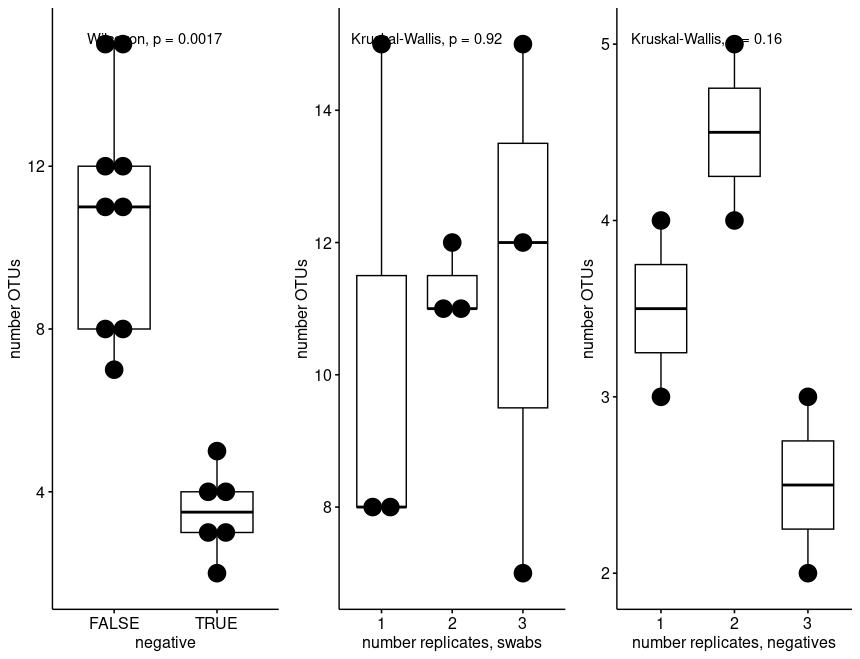 Wilcoxon, p = 0.0017
12
8
4
number OTUs
FALSE
TRUE
negative
Kruskal-Wallis, p = 0.92
14
12
10
8
number OTUs
1
2
3
number replicates, swabs
Kruskal-Wallis, p = 0.16
5
4
3
2
number OTUs
1
2
3
number replicates, negatives